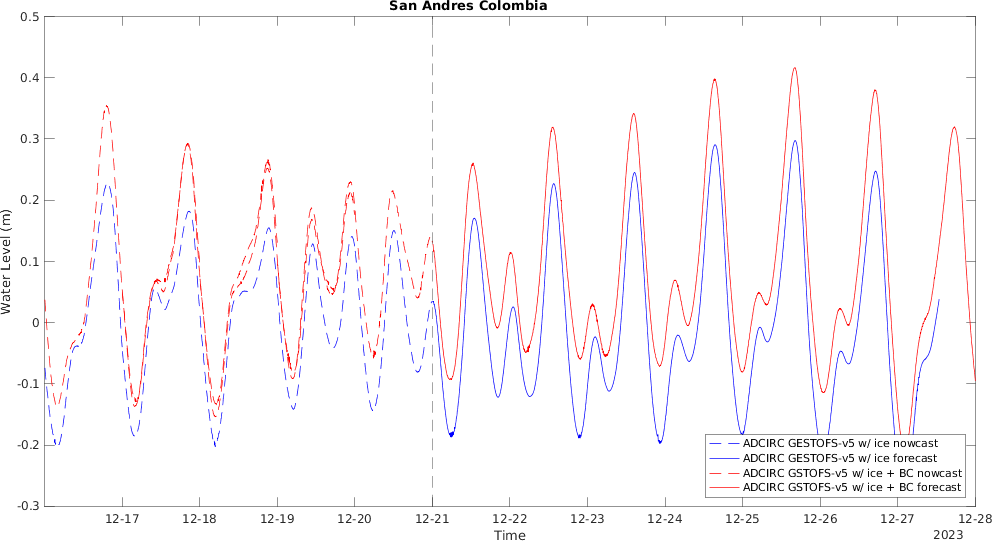 San Andres Colombia
Water Level (m)
0.5
0.4
0.3
0.2
0.1
0
-0.1
-0.2
-0.3
ADCIRC GESTOFS-v5 w/ ice nowcast
ADCIRC GESTOFS-v5 w/ ice forecast
ADCIRC GSTOFS-v5 w/ ice + BC nowcast
ADCIRC GSTOFS-v5 w/ ice + BC forecast
12-17 12-18 12-19 12-20 12-21 12-22 12-23 12-24 12-25 12-26 12-27 12-28
Time
2023